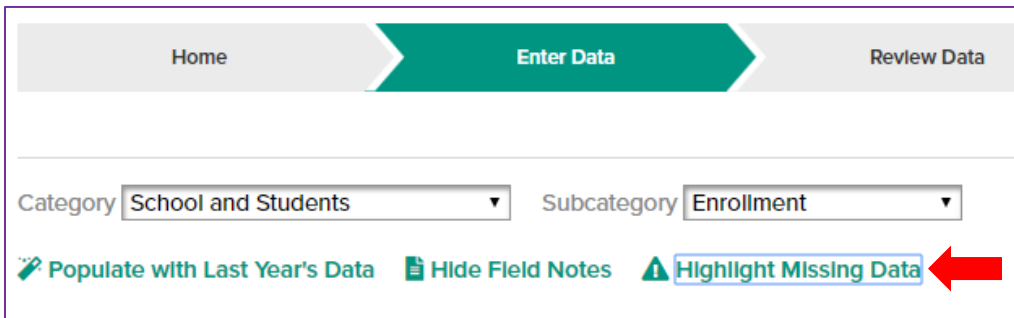 Home Enter Data Review Data
Category School and Students Subcategory Enrollment
Populate with Last Year's Data Hide Field Notes Highlight Missing Data